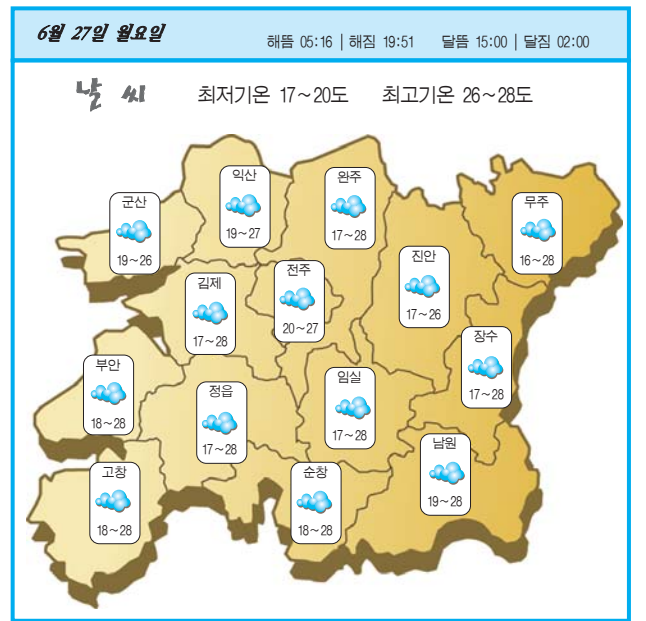 6월 27일 월요일
해뜸 05:16 | 해짐 19:51 달뜸 15:00 | 달짐 02:00
날 씨 최저기온 17~20도 최고기온 26~28도
익산
19~27
완주
17~28
군산
19~26
무주
16~28
진안
17~26
전주
20~27
김제
17~28
장수
17~28
부안
18~28
정읍
17~28
임실
17~28
남원
19~28
고창
18~28
순창
18~28